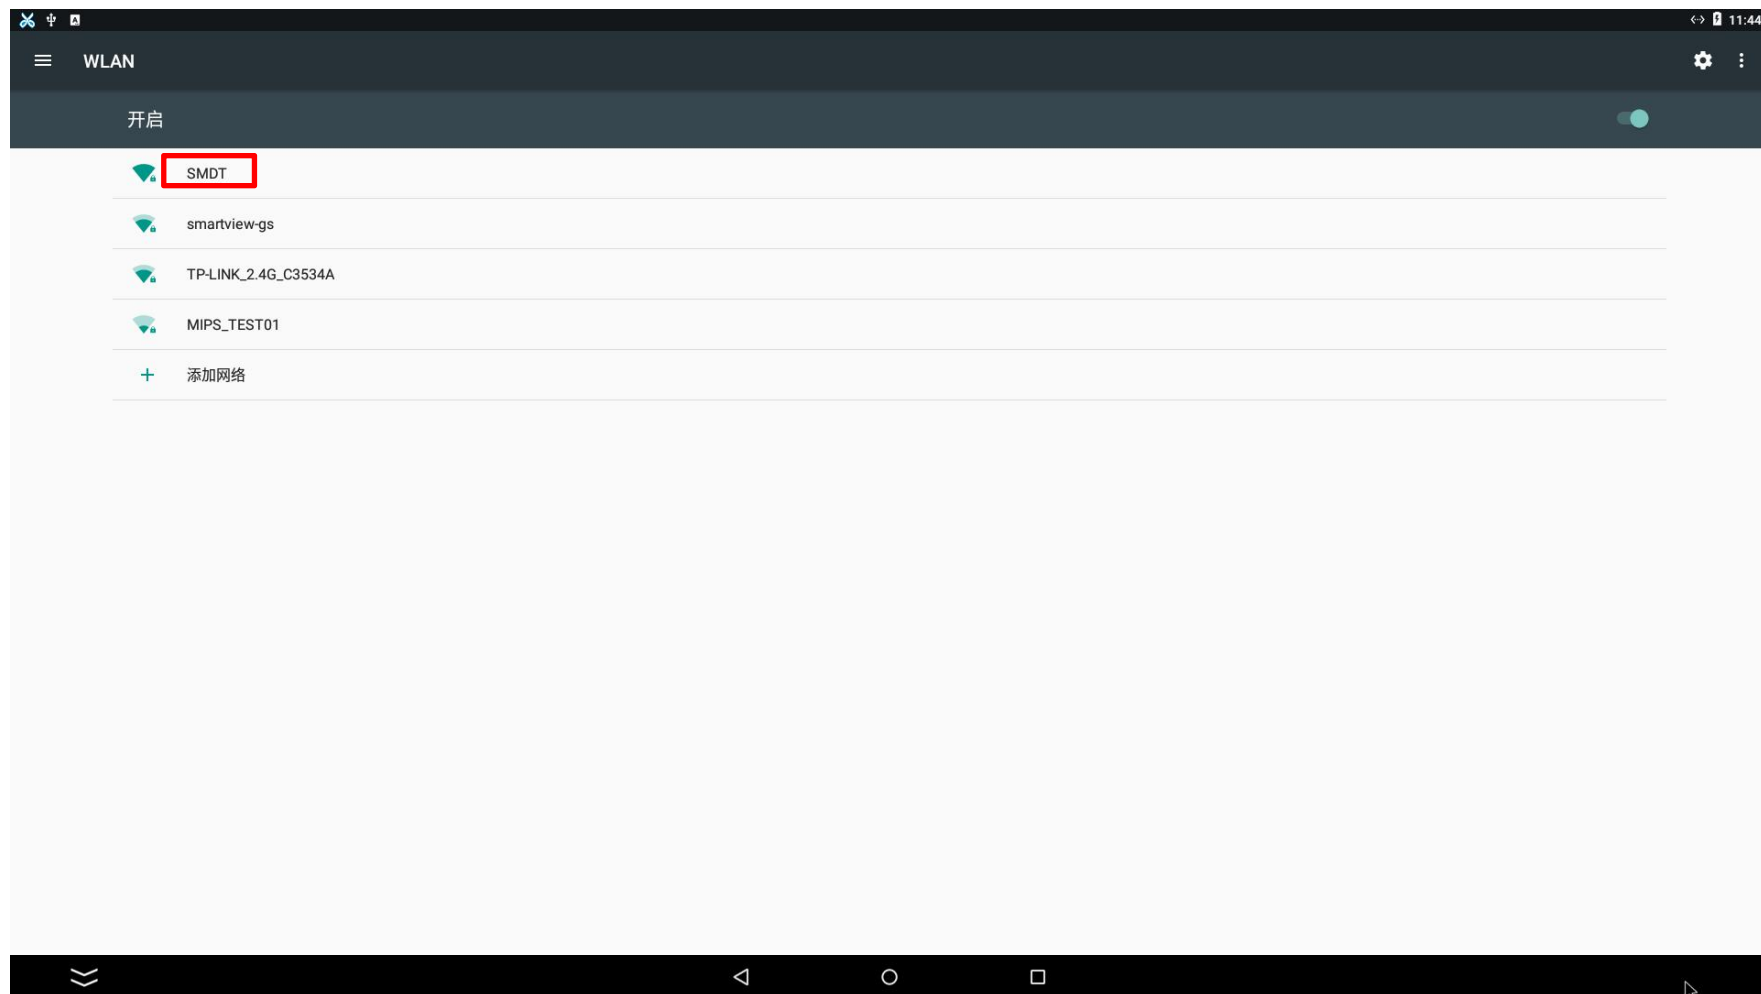 11:44
WLAN
开启
SMDT
smartview-gs
TP-LINK_2.4G_C3534A
MIPS_TEST01
添加网络